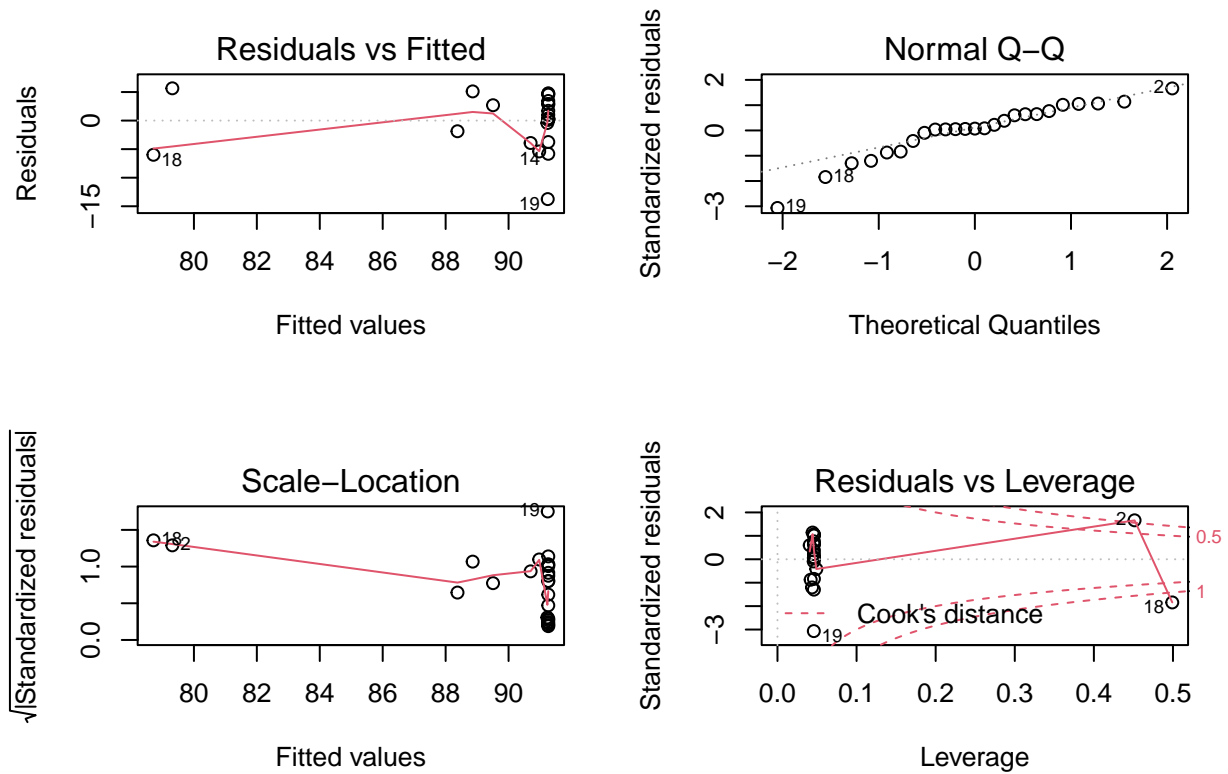 Residuals vs Fitted
Residuals
0
−15
18
14
19
80 82 84 86 88 90
Fitted values
Normal Q−Q
Standardized residuals
2
0
−3
2
18
19
−2 −1 0 1 2
Theoretical Quantiles
Scale−Location
√|Standardized residuals|
1.0
0.0
19
18
2
80 82 84 86 88 90
Fitted values
Residuals vs Leverage
Standardized residuals
2
0
−3
2
0.5
1
18
Cook's distance
19
0.0 0.1 0.2 0.3 0.4 0.5
Leverage